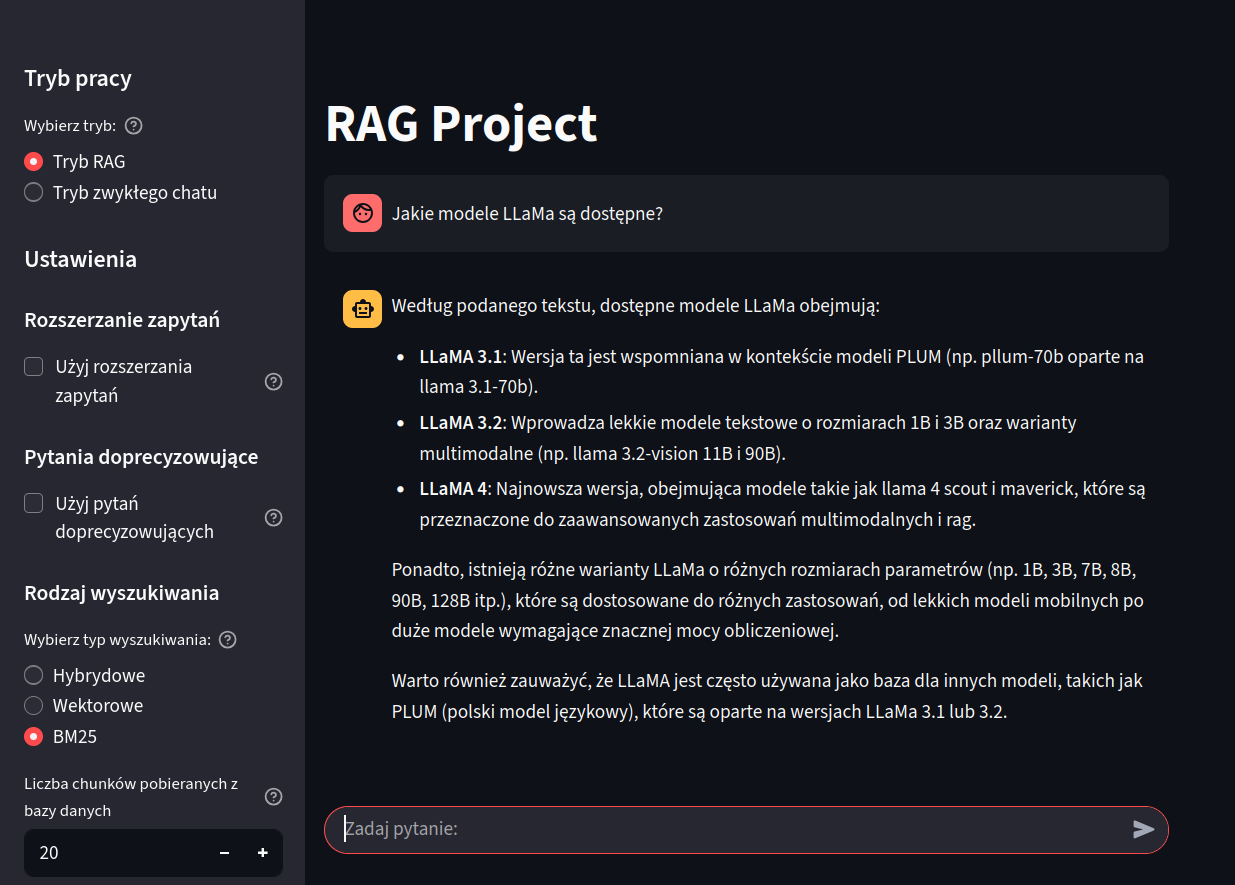 Tryb pracy
Wybierz tryb:
Tryb RAG
Tryb zwykłego chatu
Ustawienia
Rozszerzanie zapytań
Użyj rozszerzania
zapytań
Pytania doprecyzowujące
Użyj pytań
doprecyzowujących
Rodzaj wyszukiwania
Wybierz typ wyszukiwania:
Hybrydowe
Wektorowe
BM25
Liczba chunków pobieranych z
bazy danych
20
RAG Project
Jakie modele LLaMa są dostępne?
Według podanego tekstu, dostępne modele LLaMa obejmują:
• LLaMA 3.1: Wersja ta jest wspomniana w kontekście modeli PLUM (np. pllum-70b oparte na
llama 3.1-70b).
• LLaMA 3.2: Wprowadza lekkie modele tekstowe o rozmiarach 1B i 3B oraz warianty
multimodalne (np. llama 3.2-vision 11B i 90B).
• LLaMA 4: Najnowsza wersja, obejmująca modele takie jak llama 4 scout i maverick, które są
przeznaczone do zaawansowanych zastosowań multimodalnych i rag.
Ponadto, istnieją różne warianty LLaMa o różnych rozmiarach parametrów (np. 1B, 3B, 7B, 8B,
90B, 128B itp.), które są dostosowane do różnych zastosowań, od lekkich modeli mobilnych po
duże modele wymagające znacznej mocy obliczeniowej.
Warto również zauważyć, że LLaMA jest często używana jako baza dla innych modeli, takich jak
PLUM (polski model językowy), które są oparte na wersjach LLaMa 3.1 lub 3.2.
Zadaj pytanie: